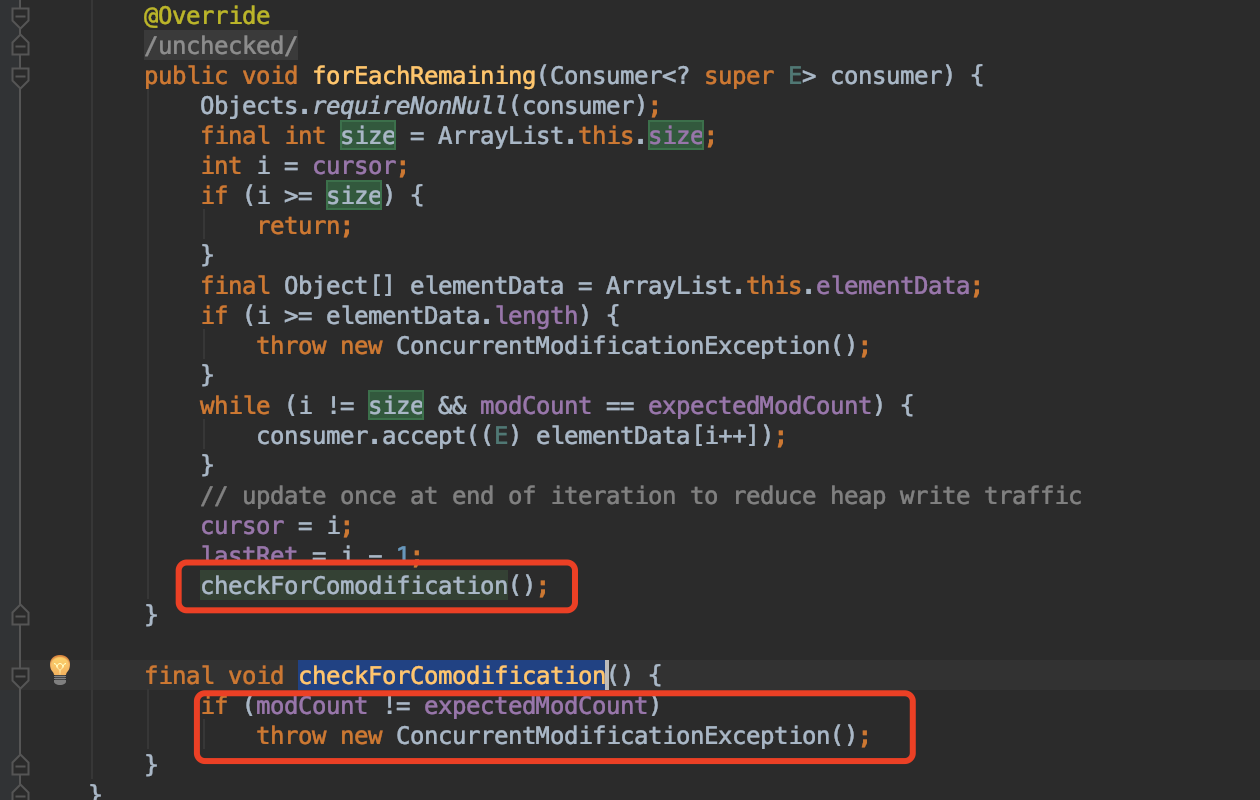 @Override
/unchecked/
public void forEachRemaining(Consumer<? super E> consumer) {
Objects.requireNonNull(consumer);
final int size = ArrayList.this.size;
int i = cursor;
if (i >= size) {
return;
}
final Object[] elementData = ArrayList.this.elementData;
if (i >= elementData.length) {
throw new ConcurrentModificationException();
}
while (i != size && modCount == expectedModCount) {
consumer.accept((E) elementData[i++]);
}
// update once at end of iteration to reduce heap write traffic
cursor = i;
lastRet = i - 1;
checkForComodification();
}
final void checkForComodification() {
if (modCount != expectedModCount)
throw new ConcurrentModificationException();
}
}